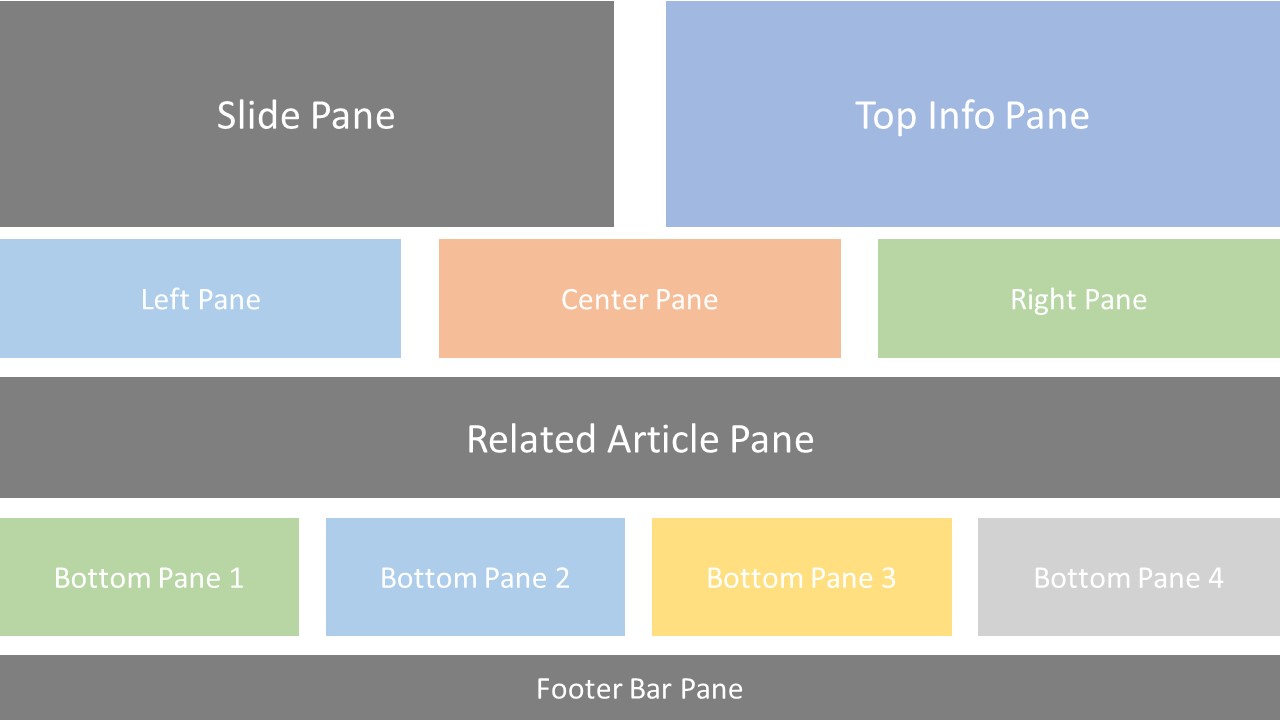 Slide Pane
Top Info Pane
Left Pane
Center Pane
Right Pane
Related Article Pane
Bottom Pane 1
Bottom Pane 2
Bottom Pane 3
Bottom Pane 4
Footer Bar Pane